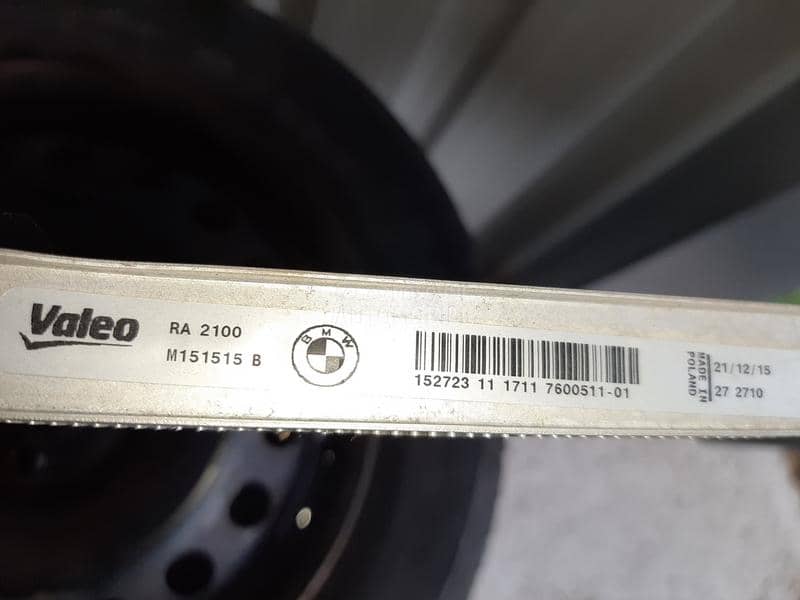 Valeo
RA 2100
M151515 B
BMW
152723 11 1711 7600511-01
MADE IN
POLAND
21/12/15
27 2710